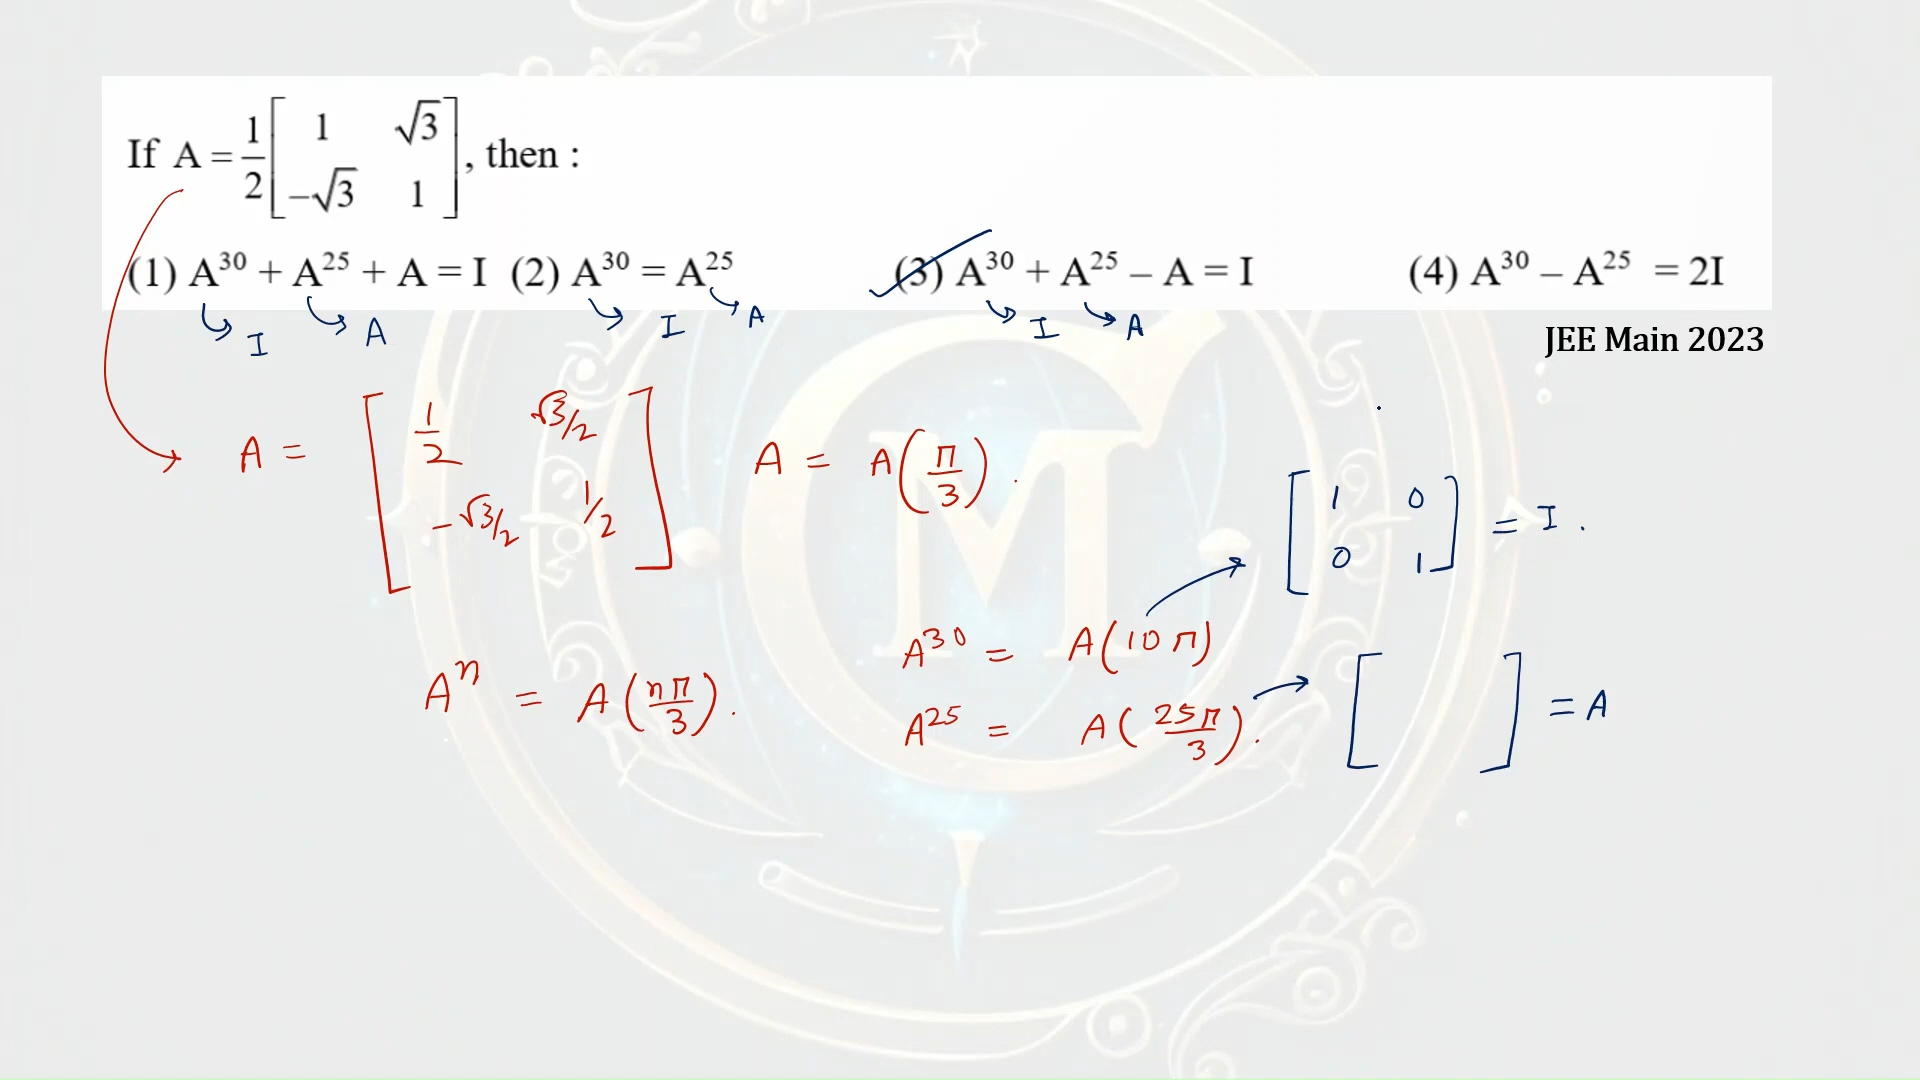 If A = 1/2 [ 1 √3 ; −√3 1 ], then :
(1) A³⁰ + A²⁵ + A = I (2) A³⁰ = A²⁵ (3) A³⁰ + A²⁵ – A = I (4) A³⁰ – A²⁵ = 2I
I A I A I A
JEE Main 2023
A = [ 1/2 √3/2 ; −√3/2 1/2 ] A = A(π/3).
[ 1 0 ; 0 1 ] = I.
A³⁰ = A(10π)
Aⁿ = A(nπ/3).
A²⁵ = A(25π/3). [ ] = A
M